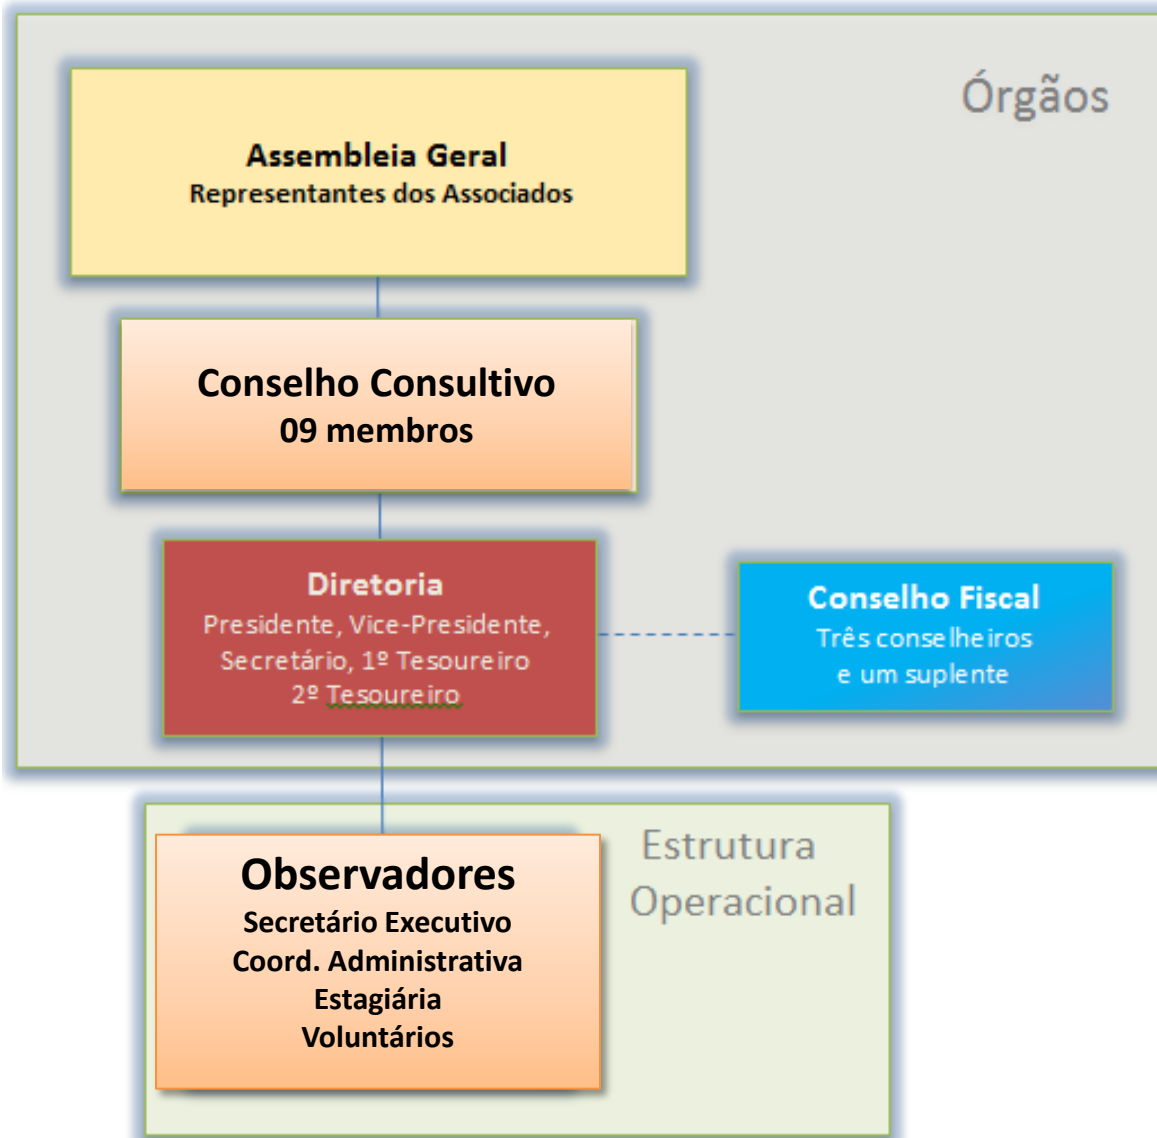 Órgãos
Assembleia Geral
Representantes dos Associados
Conselho Consultivo
09 membros
Diretoria
Presidente, Vice-Presidente,
Secretário, 1º Tesoureiro
2º Tesoureiro
Conselho Fiscal
Três conselheiros
e um suplente
Estrutura
Operacional
Observadores
Secretário Executivo
Coord. Administrativa
Estagiária
Voluntários